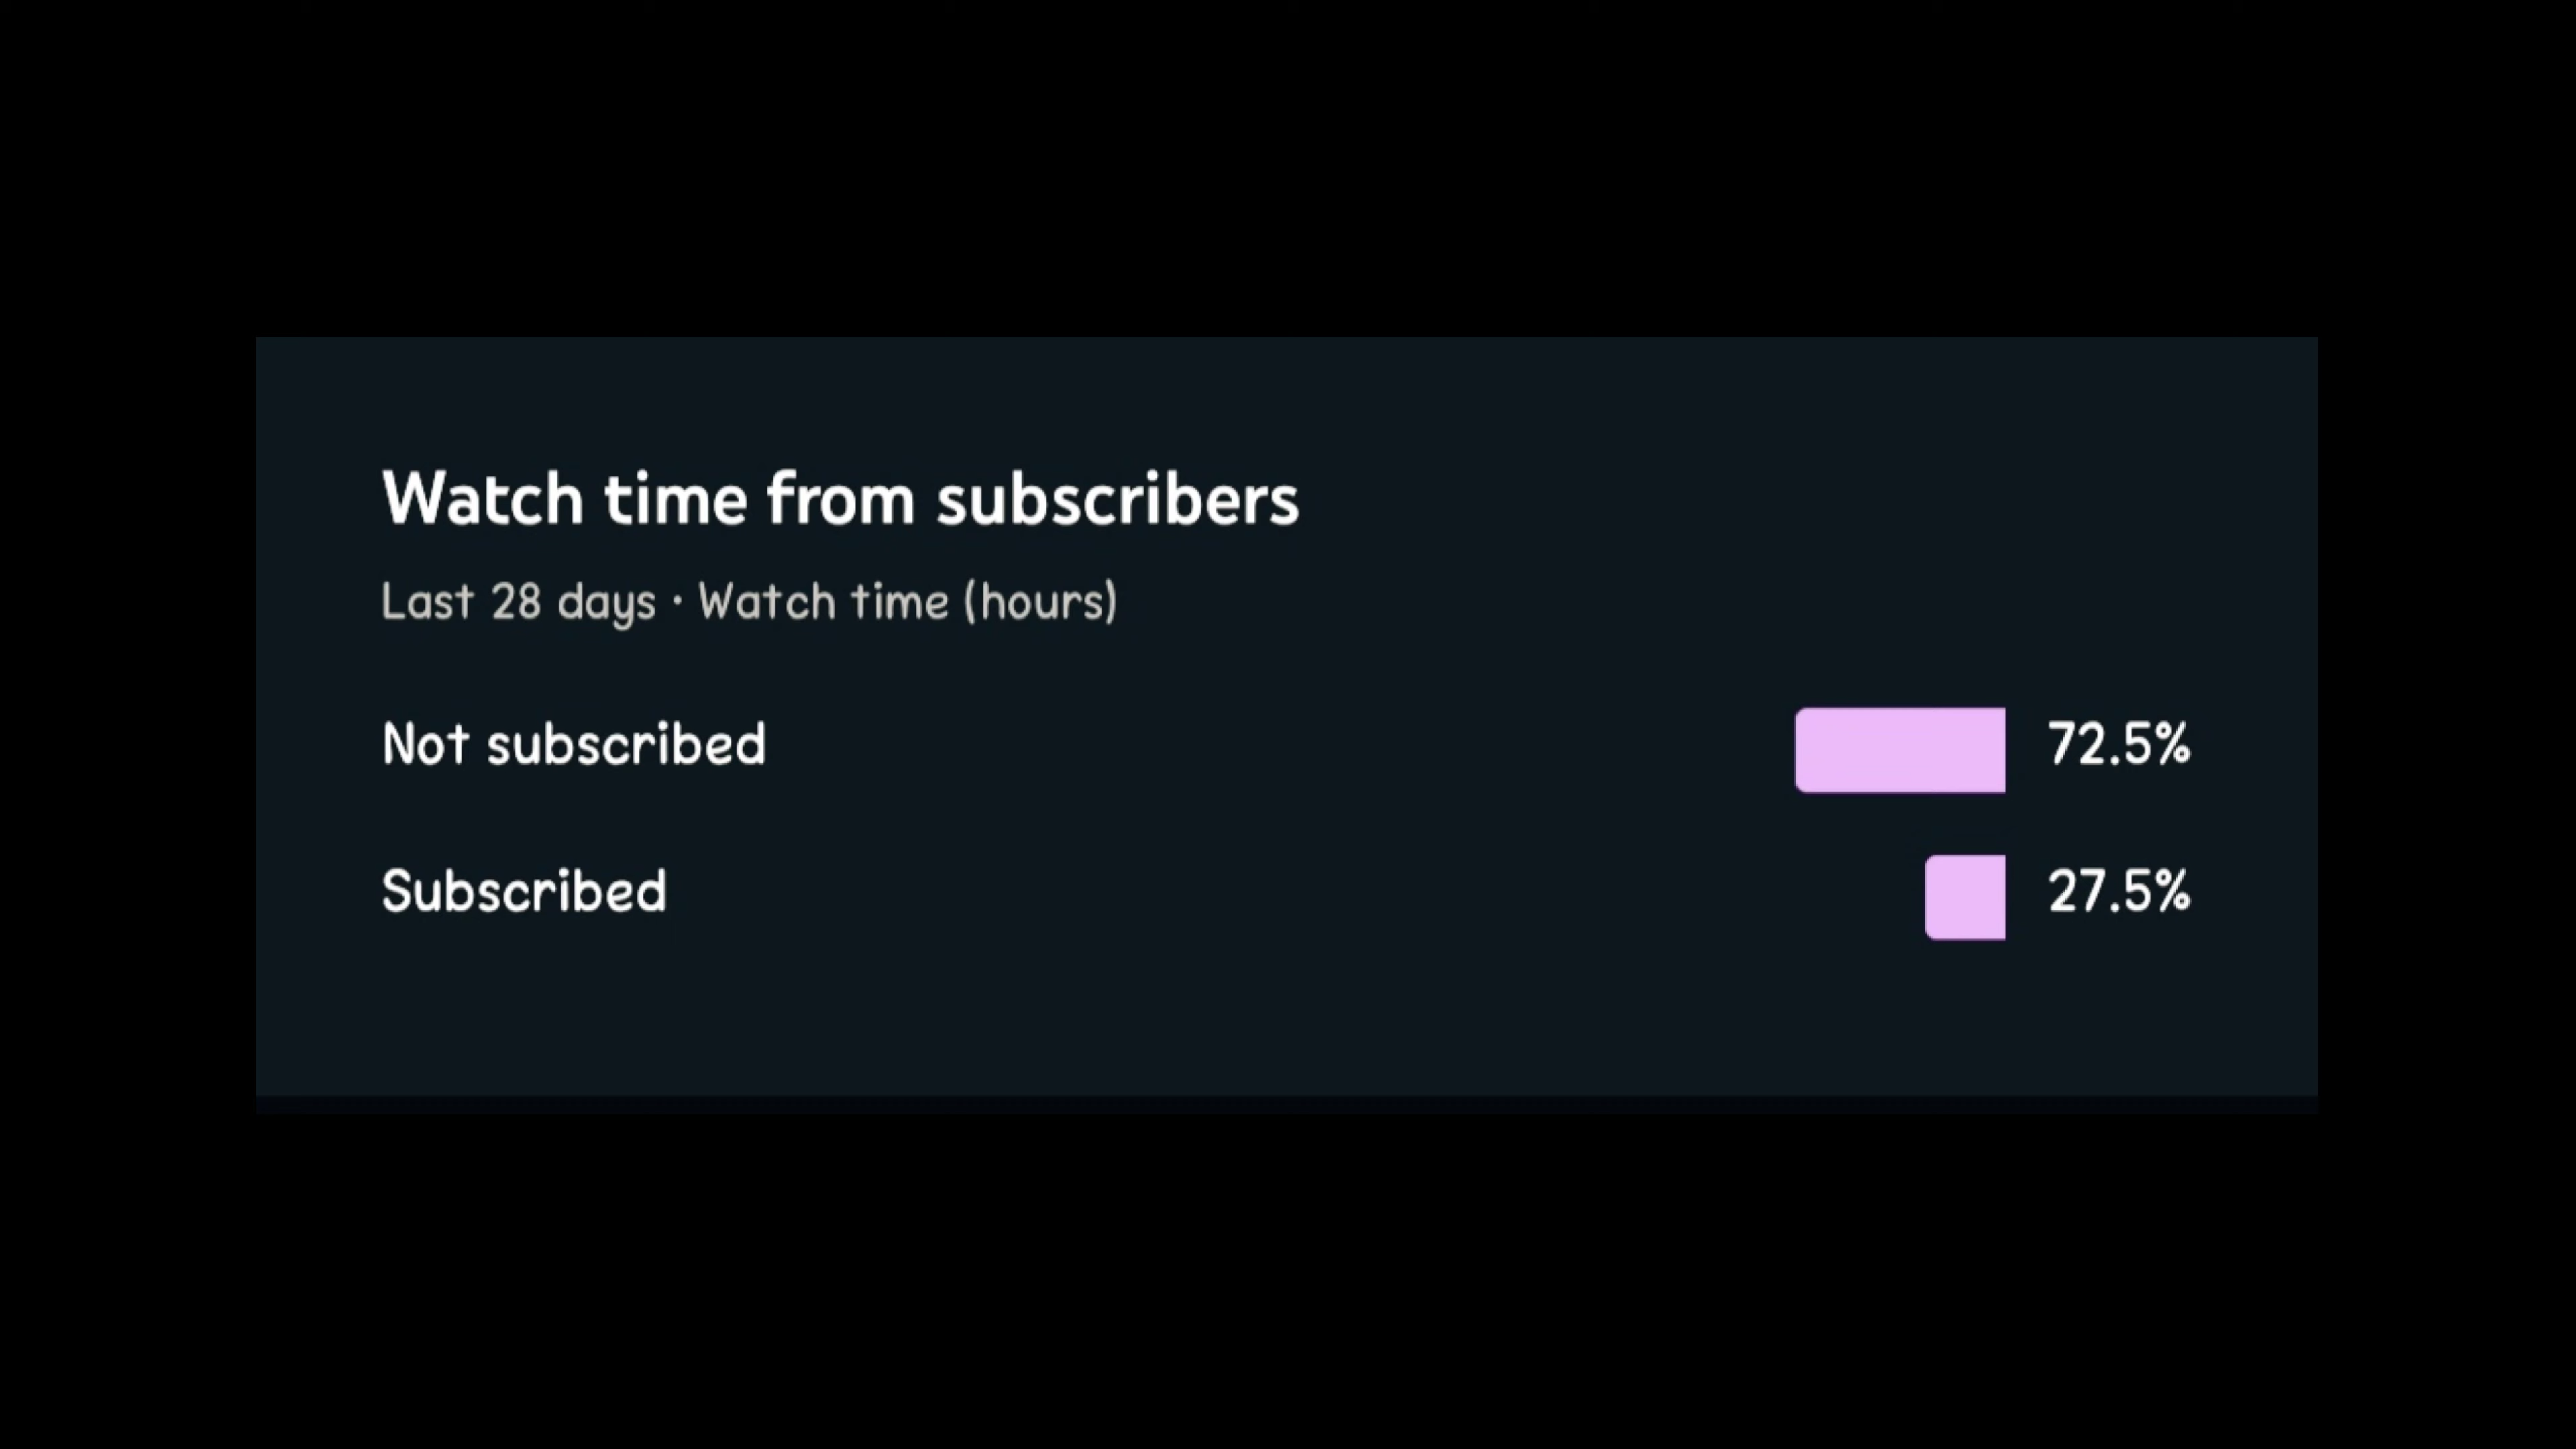 Watch time from subscribers
Last 28 days · Watch time (hours)
Not subscribed 72.5%
Subscribed 27.5%